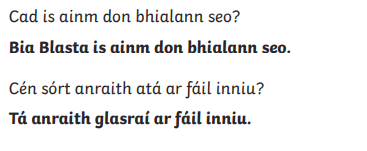 Cad is ainm don bhialann seo?
Bia Blasta is ainm don bhialann seo.
Cén sórt anraith atá ar fáil inniu?
Tá anraith glasraí ar fáil inniu.